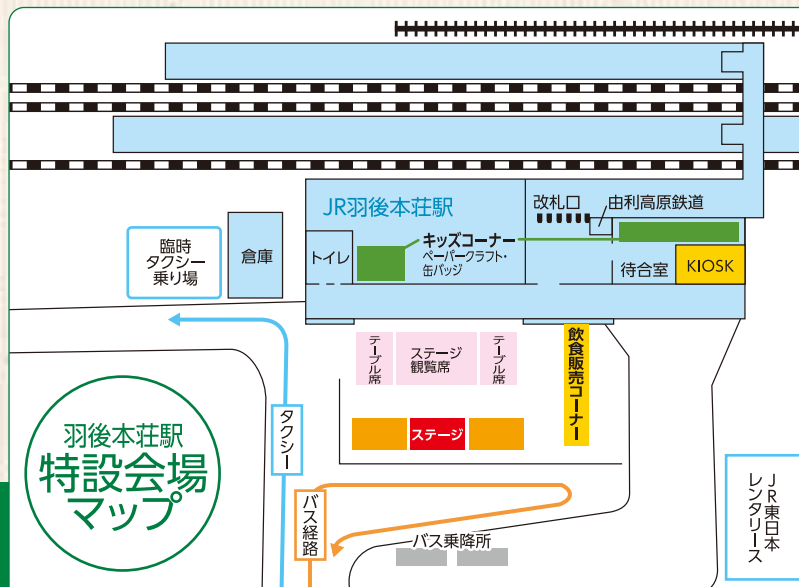 JR羽後本荘駅
改札口
由利高原鉄道
キッズコーナー
ペーパークラフト・
缶バッジ
トイレ
待合室
KIOSK
臨時
タクシー
乗り場
倉庫
テーブル席
ステージ
観覧席
テーブル席
飲食販売コーナー
ステージ
タクシー
羽後本荘駅
特設会場
マップ
バス経路
バス乗降所
JR東日本
レンタリース